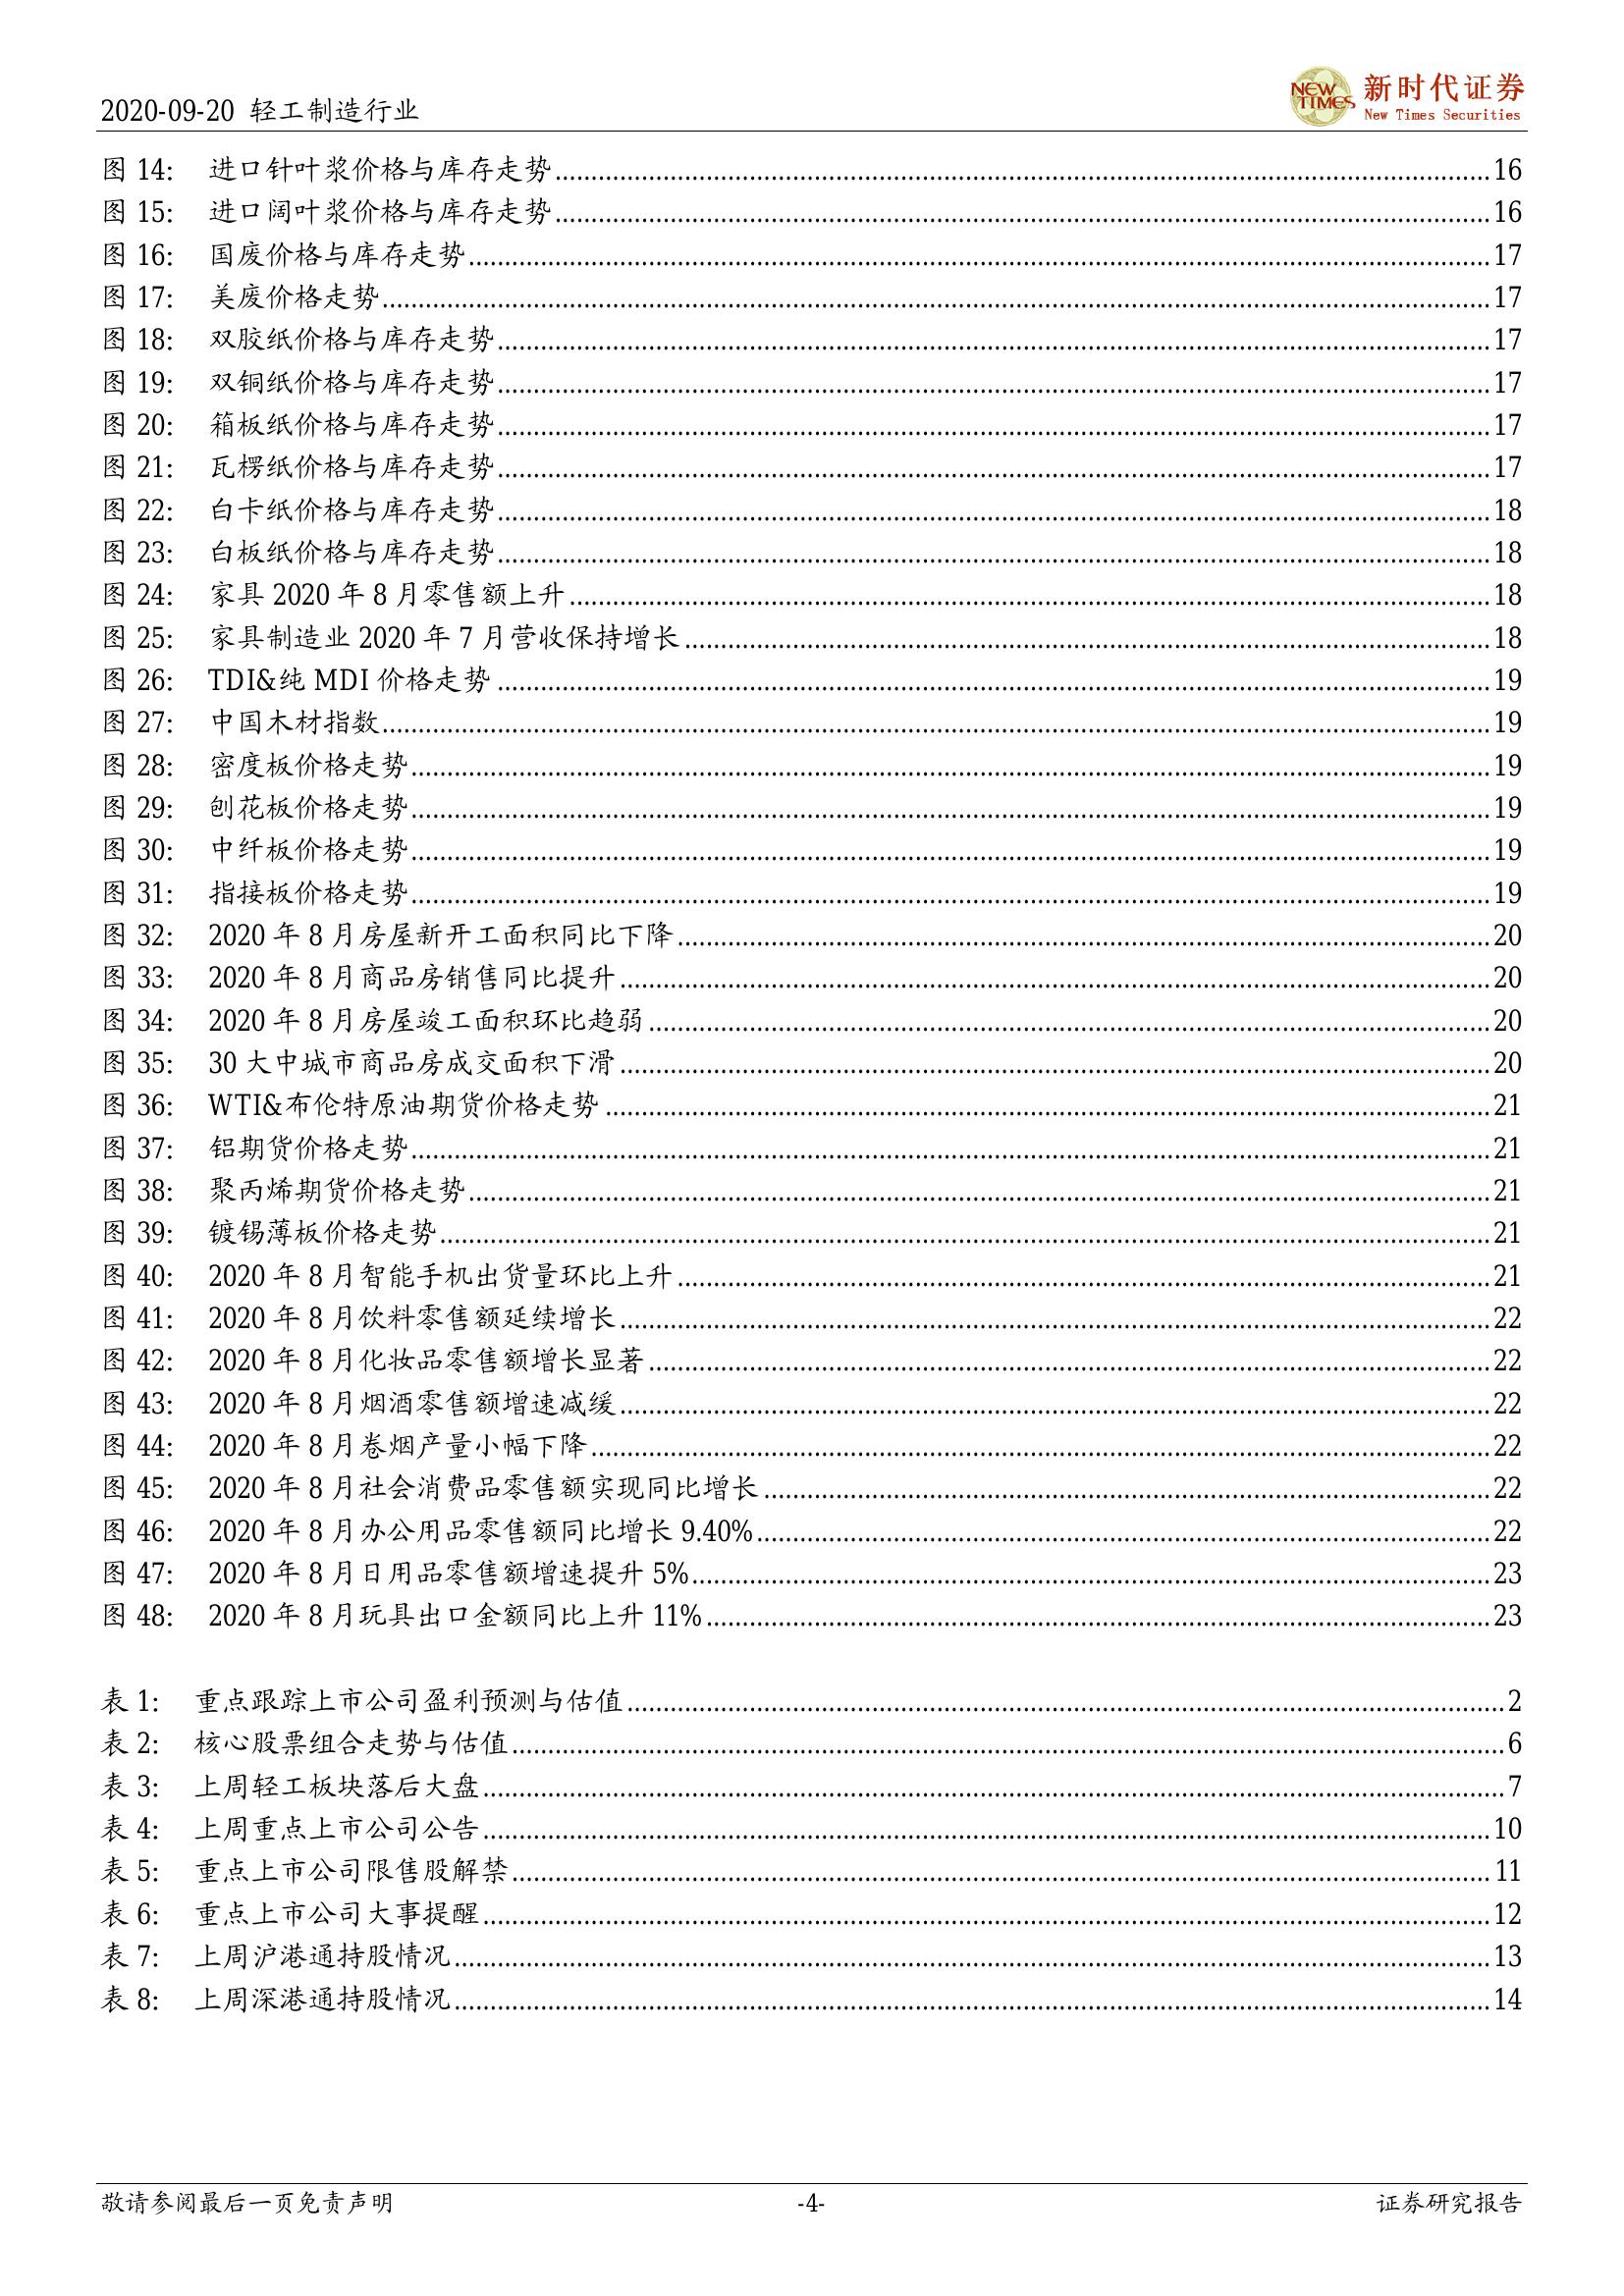 2020-09-20 轻工制造行业
NEW TIMES 新时代证券
New Times Securities
图 14: 进口针叶浆价格与库存走势 16
图 15: 进口阔叶浆价格与库存走势 16
图 16: 国废价格与库存走势 17
图 17: 美废价格走势 17
图 18: 双胶纸价格与库存走势 17
图 19: 双铜纸价格与库存走势 17
图 20: 箱板纸价格与库存走势 17
图 21: 瓦楞纸价格与库存走势 17
图 22: 白卡纸价格与库存走势 18
图 23: 白板纸价格与库存走势 18
图 24: 家具 2020 年 8 月零售额上升 18
图 25: 家具制造业 2020 年 7 月营收保持增长 18
图 26: TDI&纯 MDI 价格走势 19
图 27: 中国木材指数 19
图 28: 密度板价格走势 19
图 29: 刨花板价格走势 19
图 30: 中纤板价格走势 19
图 31: 指接板价格走势 19
图 32: 2020 年 8 月房屋新开工面积同比下降 20
图 33: 2020 年 8 月商品房销售同比提升 20
图 34: 2020 年 8 月房屋竣工面积环比趋弱 20
图 35: 30 大中城市商品房成交面积下滑 20
图 36: WTI&布伦特原油期货价格走势 21
图 37: 铝期货价格走势 21
图 38: 聚丙烯期货价格走势 21
图 39: 镀锡薄板价格走势 21
图 40: 2020 年 8 月智能手机出货量环比上升 21
图 41: 2020 年 8 月饮料零售额延续增长 22
图 42: 2020 年 8 月化妆品零售额增长显著 22
图 43: 2020 年 8 月烟酒零售额增速减缓 22
图 44: 2020 年 8 月卷烟产量小幅下降 22
图 45: 2020 年 8 月社会消费品零售额实现同比增长 22
图 46: 2020 年 8 月办公用品零售额同比增长 9.40% 22
图 47: 2020 年 8 月日用品零售额增速提升 5% 23
图 48: 2020 年 8 月玩具出口金额同比上升 11% 23
表 1: 重点跟踪上市公司盈利预测与估值 2
表 2: 核心股票组合走势与估值 6
表 3: 上周轻工板块落后大盘 7
表 4: 上周重点上市公司公告 10
表 5: 重点上市公司限售股解禁 11
表 6: 重点上市公司大事提醒 12
表 7: 上周沪港通持股情况 13
表 8: 上周深港通持股情况 14
敬请参阅最后一页免责声明 -4- 证券研究报告